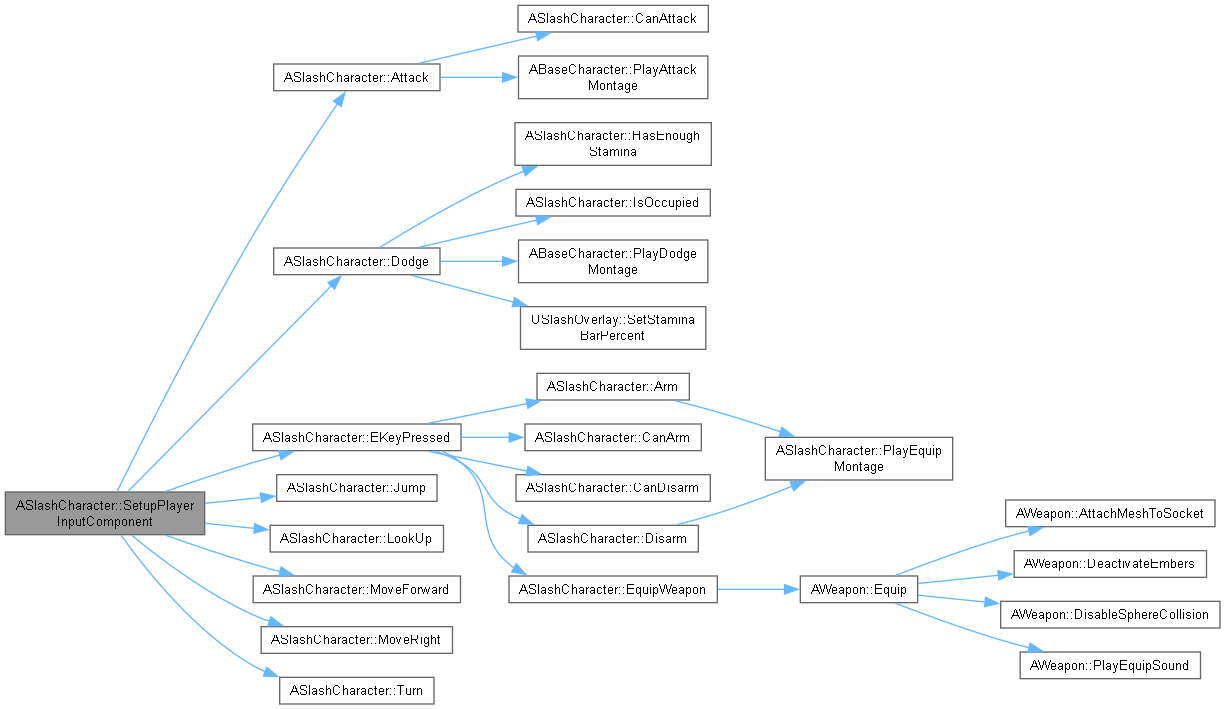 ASlashCharacter::CanAttack
ASlashCharacter::Attack
ABaseCharacter::PlayAttack
Montage
ASlashCharacter::HasEnough
Stamina
ASlashCharacter::IsOccupied
ASlashCharacter::Dodge
ABaseCharacter::PlayDodge
Montage
USlashOverlay::SetStamina
BarPercent
ASlashCharacter::Arm
ASlashCharacter::EKeyPressed
ASlashCharacter::CanArm
ASlashCharacter::PlayEquip
Montage
ASlashCharacter::Jump
ASlashCharacter::CanDisarm
ASlashCharacter::SetupPlayer
InputComponent
AWeapon::AttachMeshToSocket
ASlashCharacter::LookUp
ASlashCharacter::Disarm
AWeapon::DeactivateEmbers
ASlashCharacter::MoveForward
ASlashCharacter::EquipWeapon
AWeapon::Equip
AWeapon::DisableSphereCollision
ASlashCharacter::MoveRight
AWeapon::PlayEquipSound
ASlashCharacter::Turn